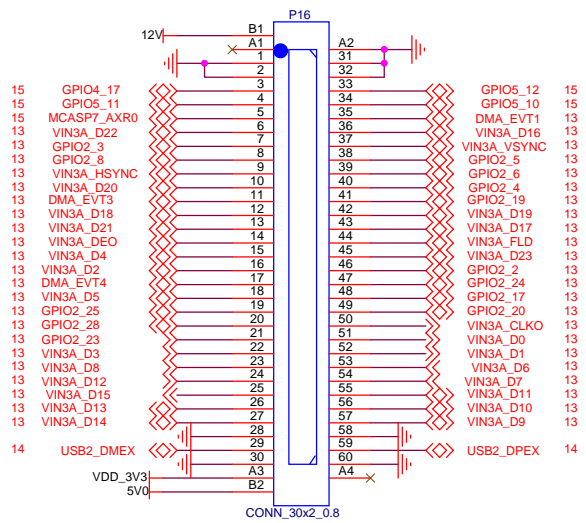 P16
12V B1
A1 A2
1 31
2 32
15 GPIO4_17 3 33 GPIO5_12 15
15 GPIO5_11 4 34 GPIO5_10 15
15 MCASP7_AXR0 5 35 DMA_EVT1 13
13 VIN3A_D22 6 36 VIN3A_D16 13
13 GPIO2_3 7 37 VIN3A_VSYNC 13
13 GPIO2_8 8 38 GPIO2_5 13
13 VIN3A_HSYNC 9 39 GPIO2_6 13
13 VIN3A_D20 10 40 GPIO2_4 13
13 DMA_EVT3 11 41 GPIO2_19 13
13 VIN3A_D18 12 42 VIN3A_D19 13
13 VIN3A_D21 13 43 VIN3A_D17 13
13 VIN3A_DEO 14 44 VIN3A_FLD 13
13 VIN3A_D4 15 45 VIN3A_D23 13
13 VIN3A_D2 16 46 GPIO2_2 13
13 DMA_EVT4 17 47 GPIO2_24 13
13 VIN3A_D5 18 48 GPIO2_17 13
13 GPIO2_25 19 49 GPIO2_20 13
13 GPIO2_28 20 50 VIN3A_CLKO 13
13 GPIO2_23 21 51 VIN3A_D0 13
13 VIN3A_D3 22 52 VIN3A_D1 13
13 VIN3A_D8 23 53 VIN3A_D6 13
13 VIN3A_D12 24 54 VIN3A_D7 13
13 VIN3A_D15 25 55 VIN3A_D11 13
13 VIN3A_D13 26 56 VIN3A_D10 13
13 VIN3A_D14 27 57 VIN3A_D9 13
28 58
14 USB2_DMEX 29 59 USB2_DPEX 14
30 60
VDD_3V3 A3 A4
5V0 B2
CONN_30x2_0.8